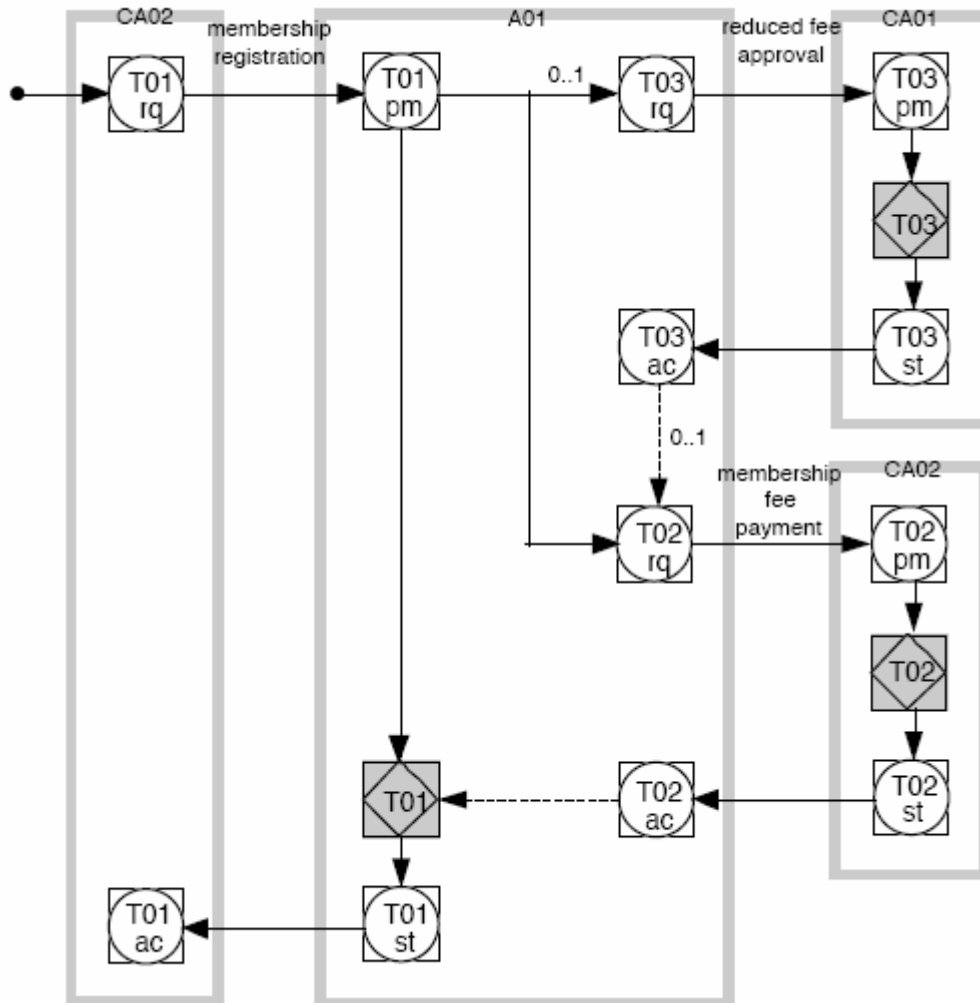 CA02
A01
CA01
membership
registration
reduced fee
approval
T01
rq
T01
pm
0..1
T03
rq
T03
pm
T03
T03
ac
T03
st
0..1
CA02
membership
fee
payment
T02
rq
T02
pm
T02
T01
T02
ac
T02
st
T01
ac
T01
st